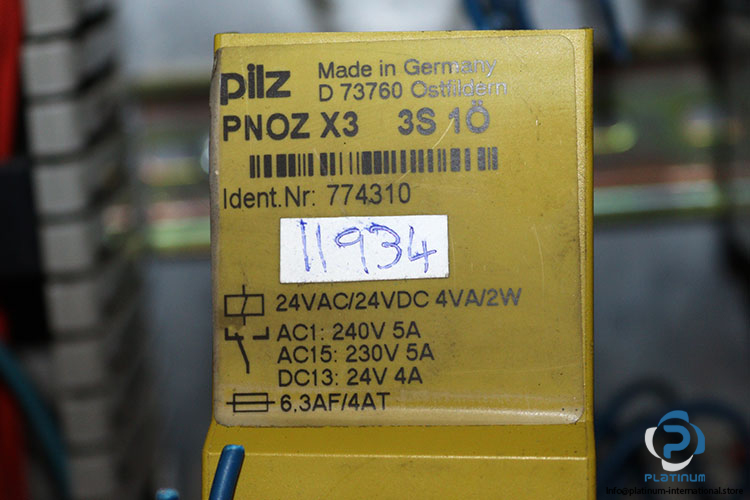 pilz Made in Germany
D 73760 Ostfildern
PNOZ X3 3S 1Ö
Ident.Nr: 774310
11934
24VAC/24VDC 4VA/2W
AC1: 240V 5A
AC15: 230V 5A
DC13: 24V 4A
6,3AF/4AT
PLATINUM
info@platinum-international.store